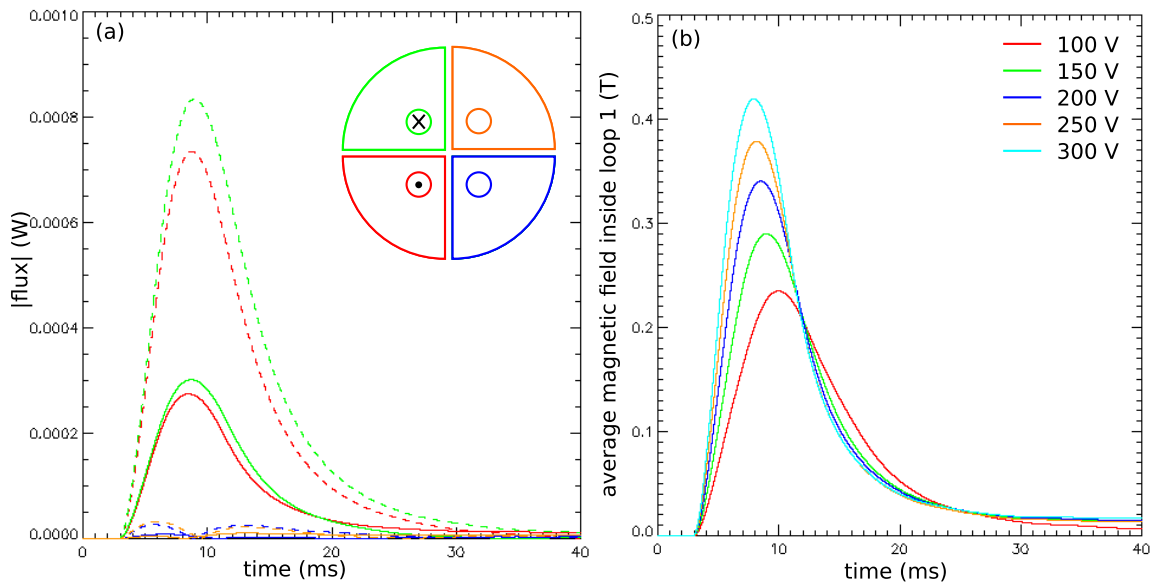 (a)
|flux| (W)
0.0010
0.0008
0.0006
0.0004
0.0002
0.0000
0 10 20 30 40
time (ms)
(b)
average magnetic field inside loop 1 (T)
0.5
0.4
0.3
0.2
0.1
0.0
0 10 20 30 40
time (ms)
100 V
150 V
200 V
250 V
300 V